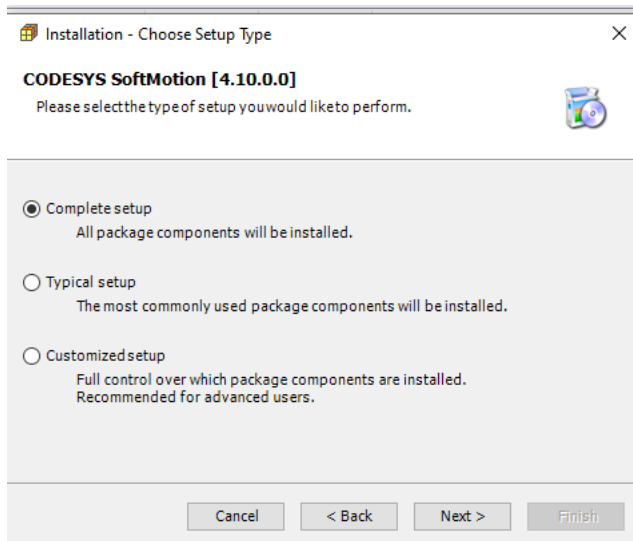 Installation - Choose Setup Type
CODESYS SoftMotion [4.10.0.0]
Please select the type of setup you would like to perform.
Complete setup
All package components will be installed.
Typical setup
The most commonly used package components will be installed.
Customized setup
Full control over which package components are installed.
Recommended for advanced users.
Cancel
< Back
Next >
Finish